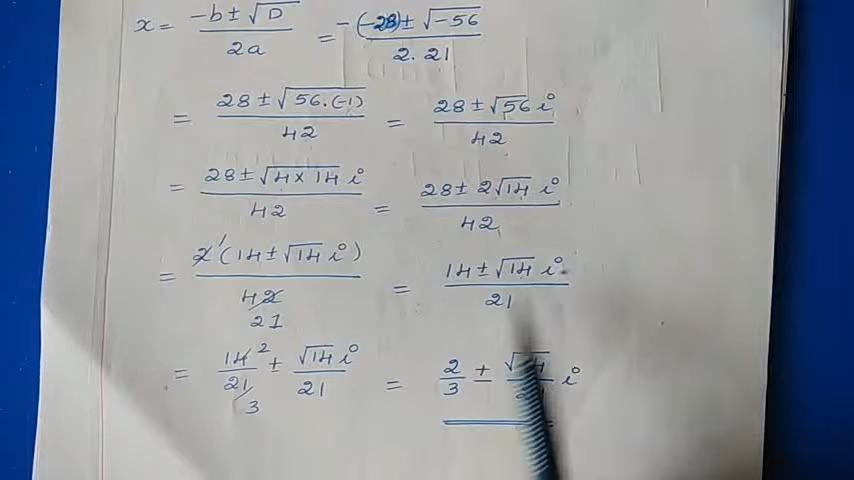 x = (-b ± √D) / 2a = (-(-28) ± √-56) / 2.21
= (28 ± √56.(-1)) / 42 = (28 ± √56 i) / 42
= (28 ± √4×14 i) / 42 = (28 ± 2√14 i) / 42
= 2 1 (14 ± √14 i) / 42 21 = (14 ± √14 i) / 21
= 14 2 / 21 3 ± √14 i / 21 = 2/3 ± i